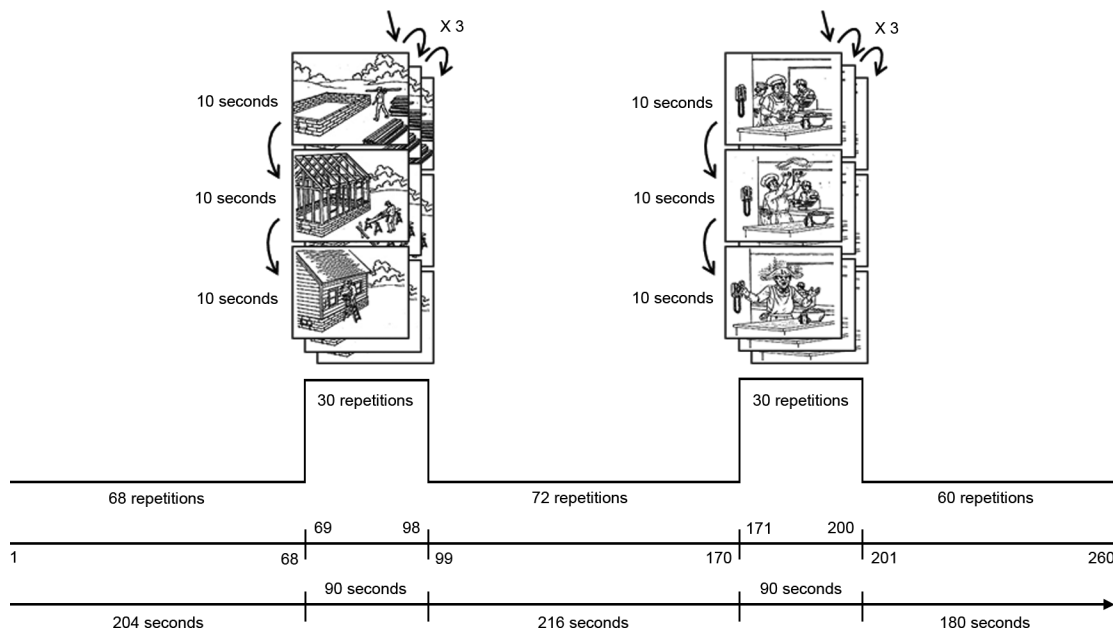 X 3
X 3
10 seconds
10 seconds
10 seconds
10 seconds
10 seconds
10 seconds
30 repetitions
30 repetitions
68 repetitions
72 repetitions
60 repetitions
69
98
171
200
1
68
99
170
201
260
90 seconds
90 seconds
204 seconds
216 seconds
180 seconds